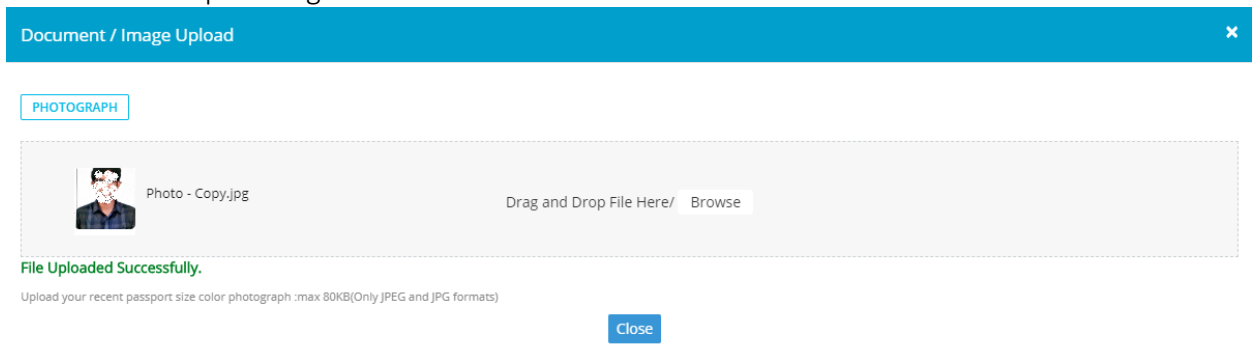 Document / Image Upload ×
PHOTOGRAPH
Photo - Copy.jpg
Drag and Drop File Here/ Browse
File Uploaded Successfully.
Upload your recent passport size color photograph :max 80KB(Only JPEG and JPG formats)
Close